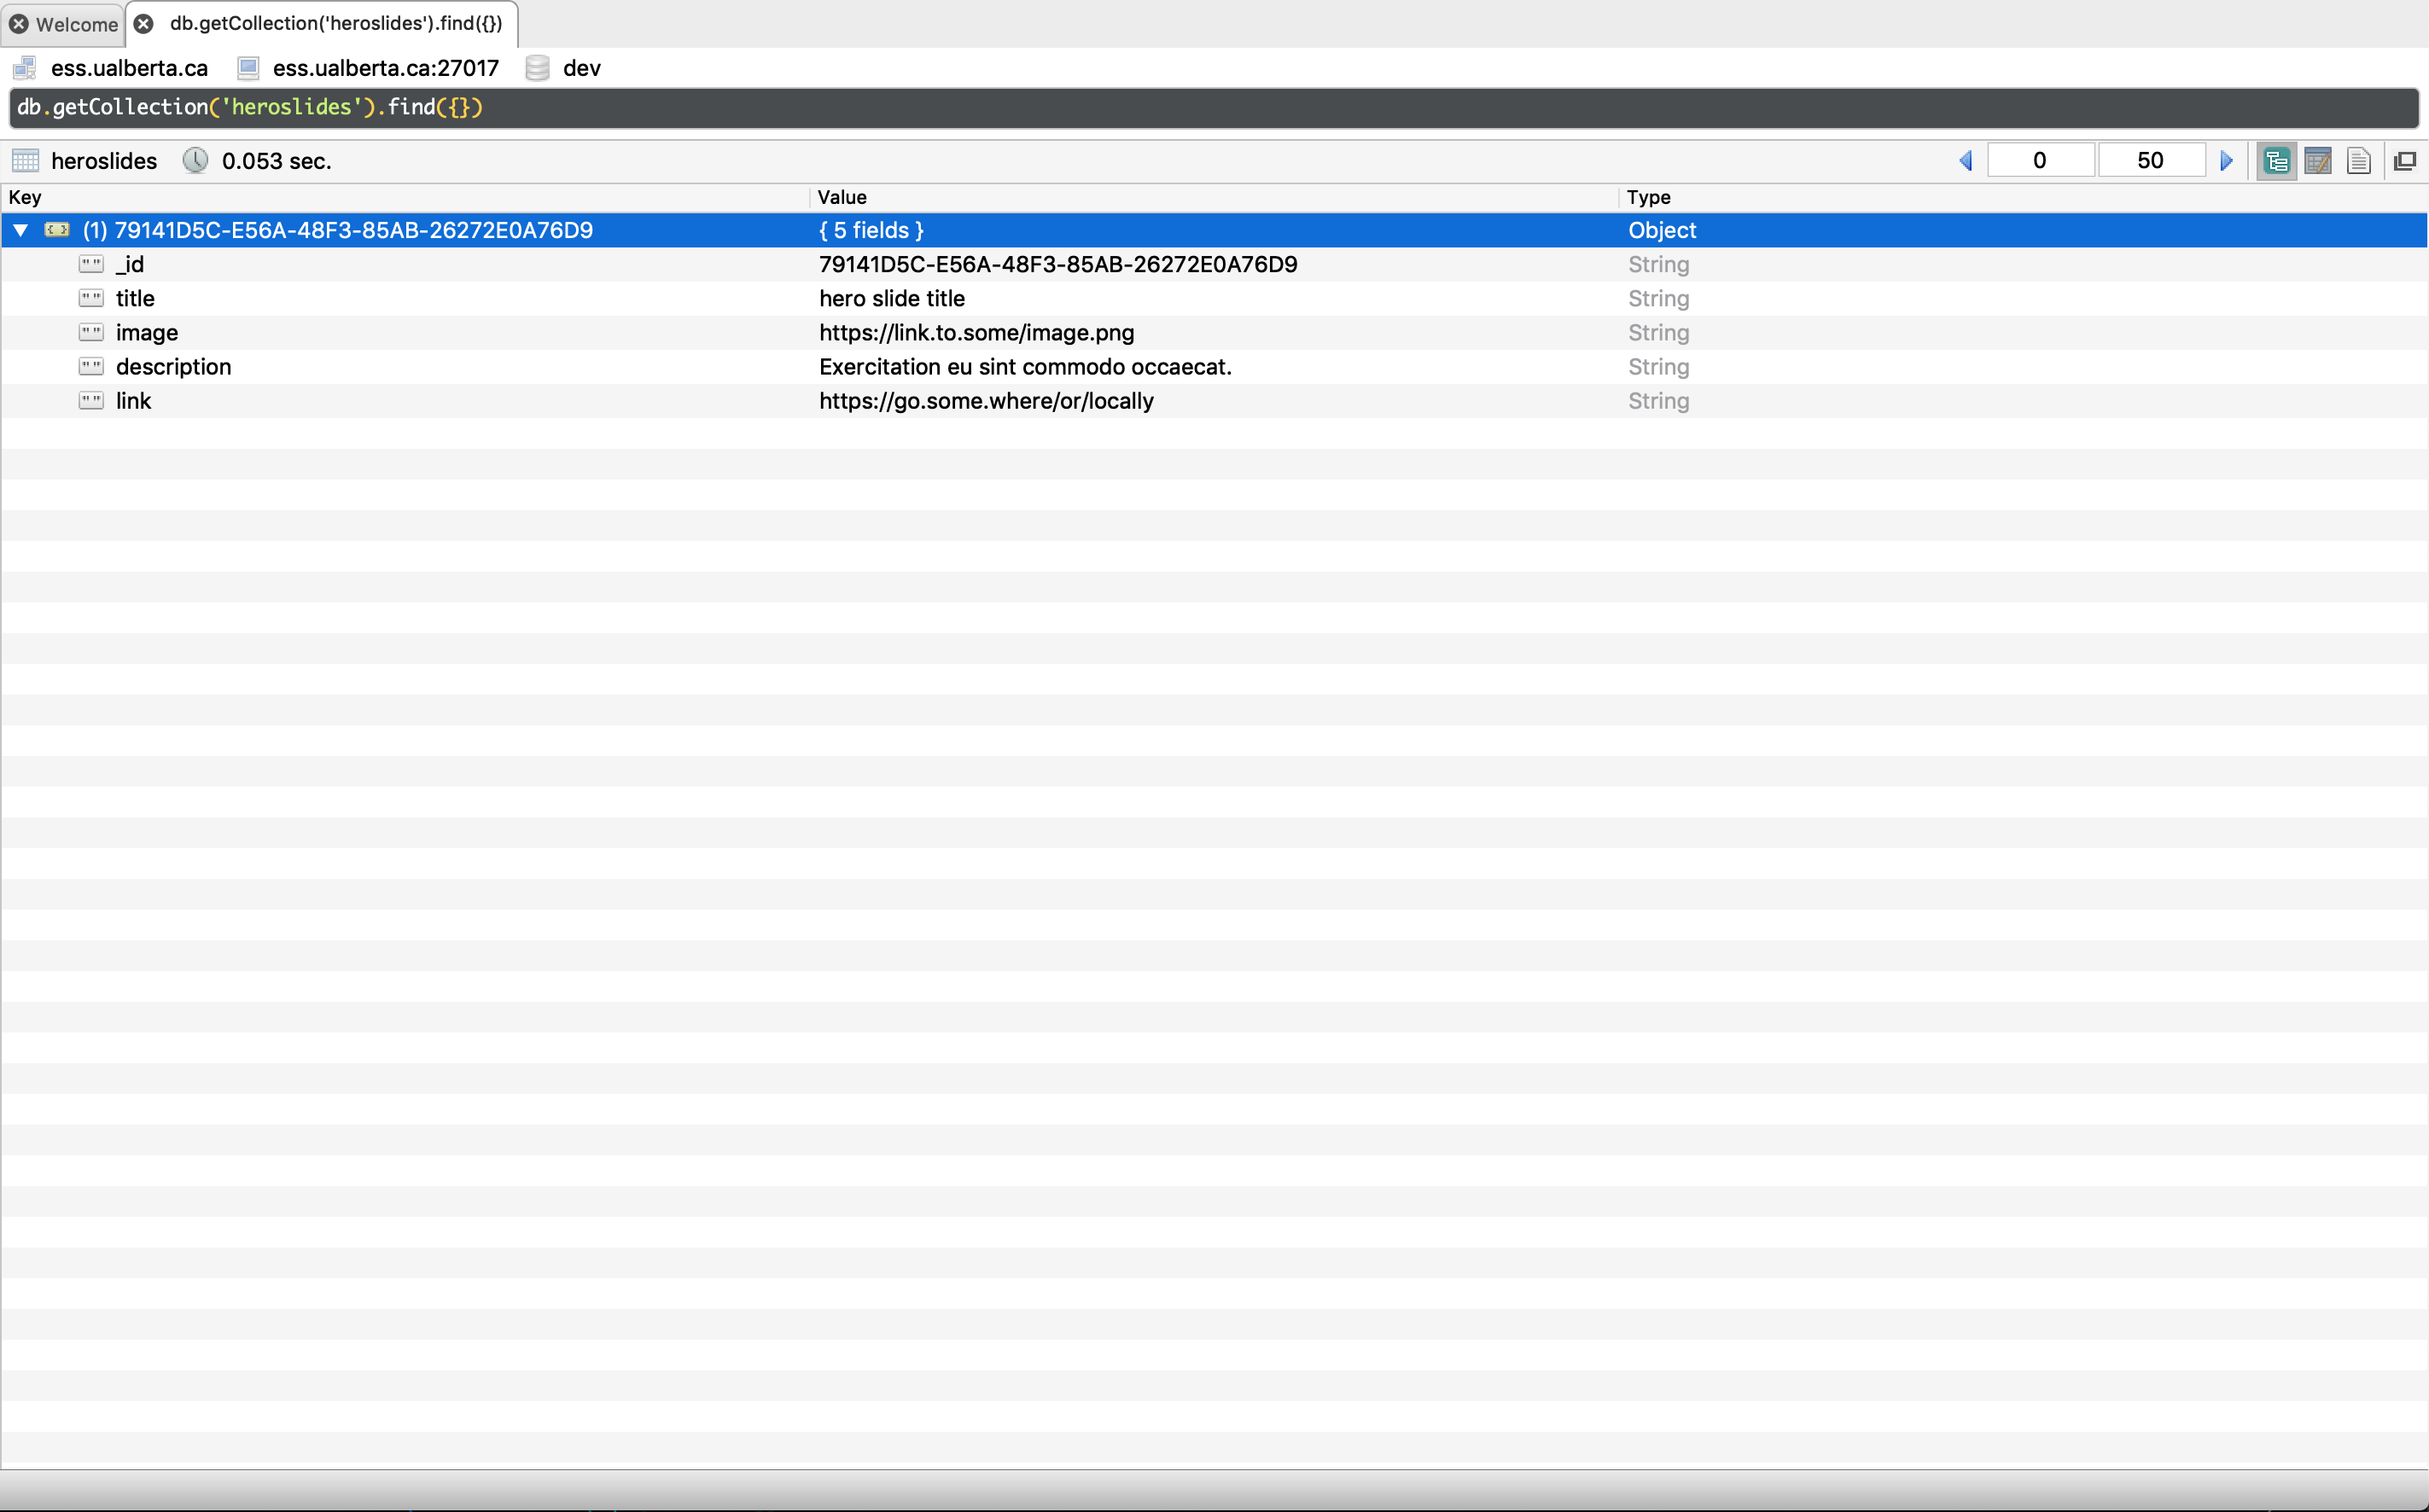 Welcome db.getCollection('heroslides').find({})
ess.ualberta.ca ess.ualberta.ca:27017 dev
db.getCollection('heroslides').find({})
heroslides 0.053 sec. 0 50
Key Value Type
{ } (1) 79141D5C-E56A-48F3-85AB-26272E0A76D9 { 5 fields } Object
"" _id 79141D5C-E56A-48F3-85AB-26272E0A76D9 String
"" title hero slide title String
"" image https://link.to.some/image.png String
"" description Exercitation eu sint commodo occaecat. String
"" link https://go.some.where/or/locally String